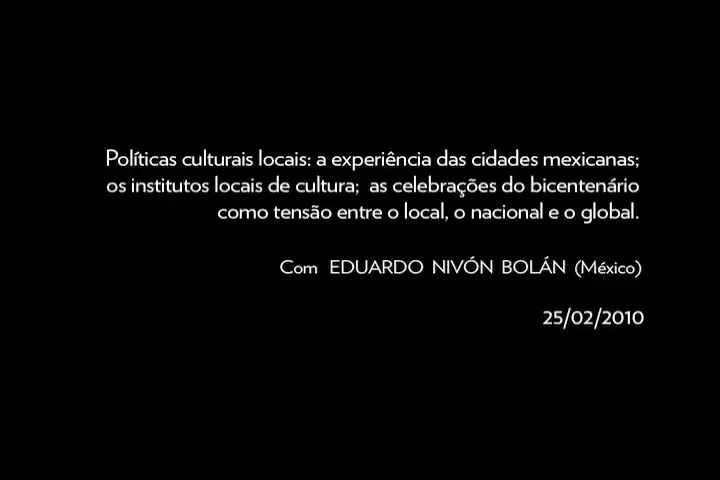 Políticas culturais locais: a experiência das cidades mexicanas;
os institutos locais de cultura; as celebrações do bicentenário
como tensão entre o local, o nacional e o global.
Com EDUARDO NIVÓN BOLÁN (México)
25/02/2010